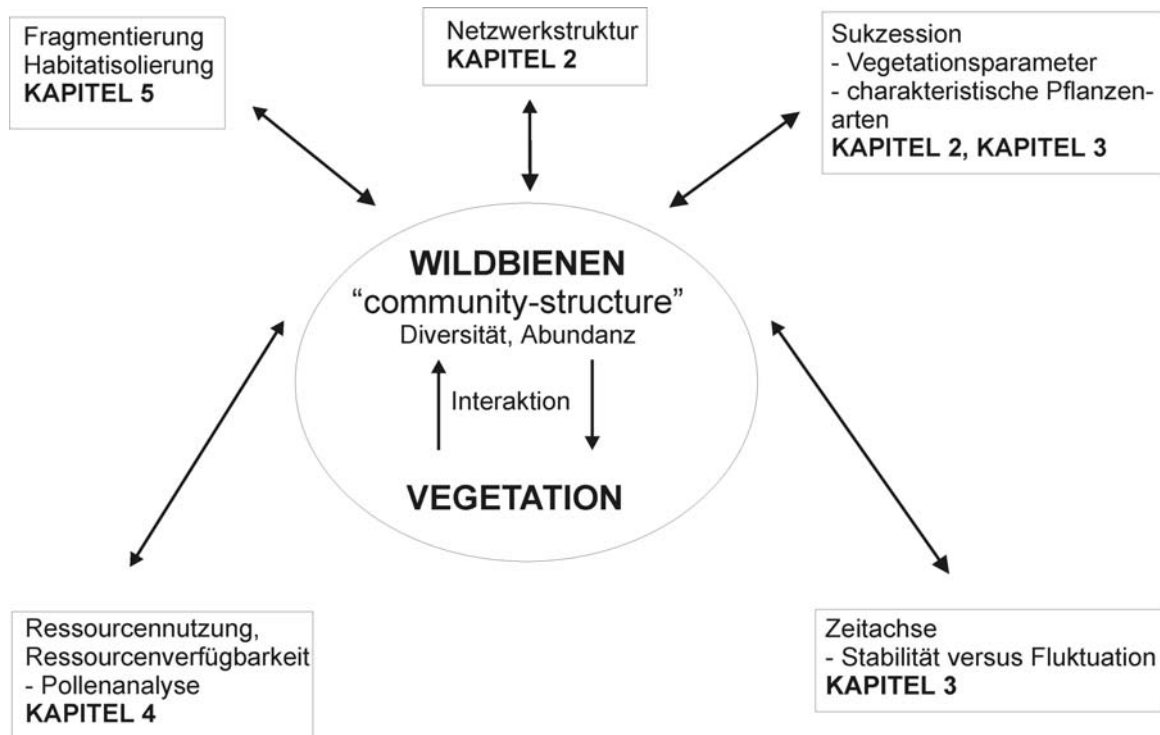 Fragmentierung
Habitatisolierung
KAPITEL 5
Netzwerkstruktur
KAPITEL 2
Sukzession
- Vegetationsparameter
- charakteristische Pflanzen-
arten
KAPITEL 2, KAPITEL 3
WILDBIENEN
“community-structure”
Diversität, Abundanz
Interaktion
VEGETATION
Ressourcennutzung,
Ressourcenverfügbarkeit
- Pollenanalyse
KAPITEL 4
Zeitachse
- Stabilität versus Fluktuation
KAPITEL 3